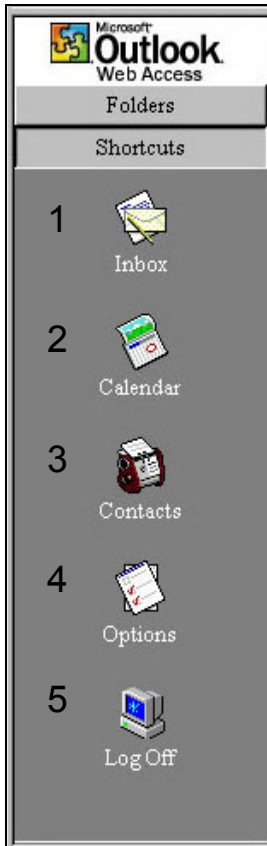 Microsoft
Outlook.
Web Access
Folders
Shortcuts
1
Inbox
2
Calendar
3
Contacts
4
Options
5
Log Off